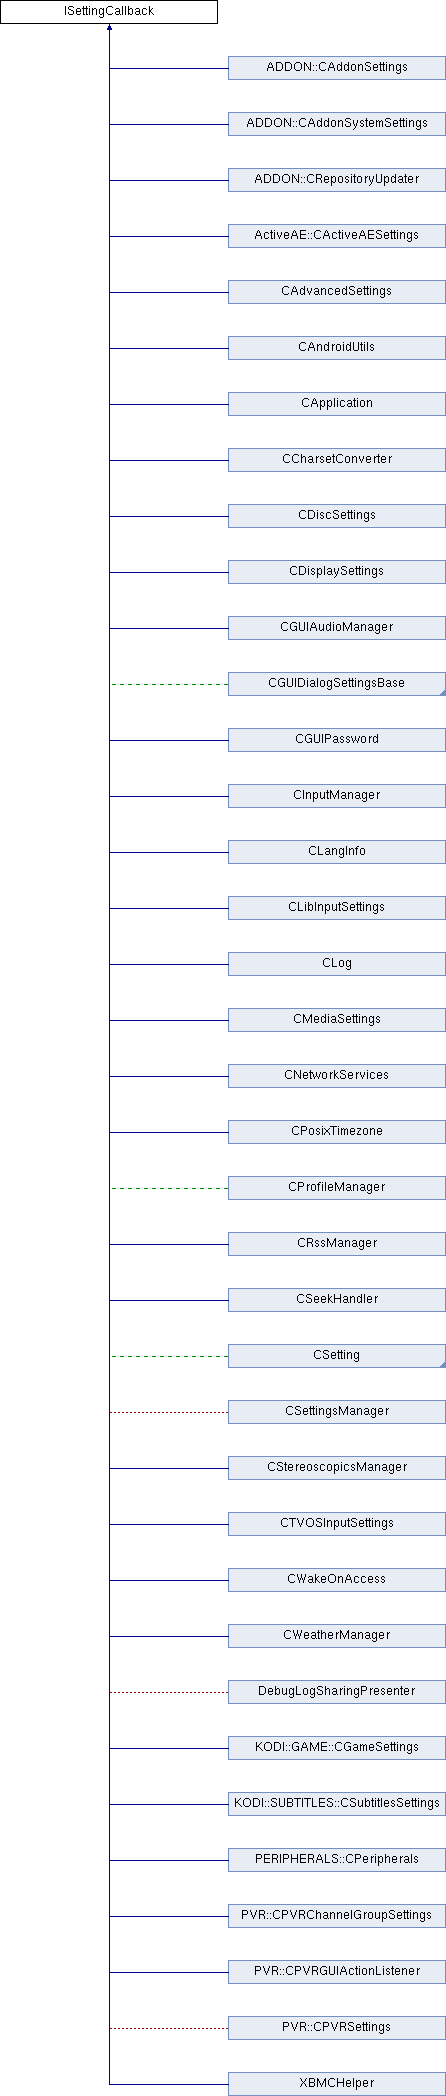 ISettingCallback
ADDON::CAddonSettings
ADDON::CAddonSystemSettings
ADDON::CRepositoryUpdater
ActiveAE::CActiveAESettings
CAdvancedSettings
CAndroidUtils
CApplication
CCharsetConverter
CDiscSettings
CDisplaySettings
CGUIAudioManager
CGUIDialogSettingsBase
CGUIPassword
CInputManager
CLangInfo
CLibInputSettings
CLog
CMediaSettings
CNetworkServices
CPosixTimezone
CProfileManager
CRssManager
CSeekHandler
CSetting
CSettingsManager
CStereoscopicsManager
CTVOSInputSettings
CWakeOnAccess
CWeatherManager
DebugLogSharingPresenter
KODI::GAME::CGameSettings
KODI::SUBTITLES::CSubtitlesSettings
PERIPHERALS::CPeripherals
PVR::CPVRChannelGroupSettings
PVR::CPVRGUIActionListener
PVR::CPVRSettings
XBMCHelper